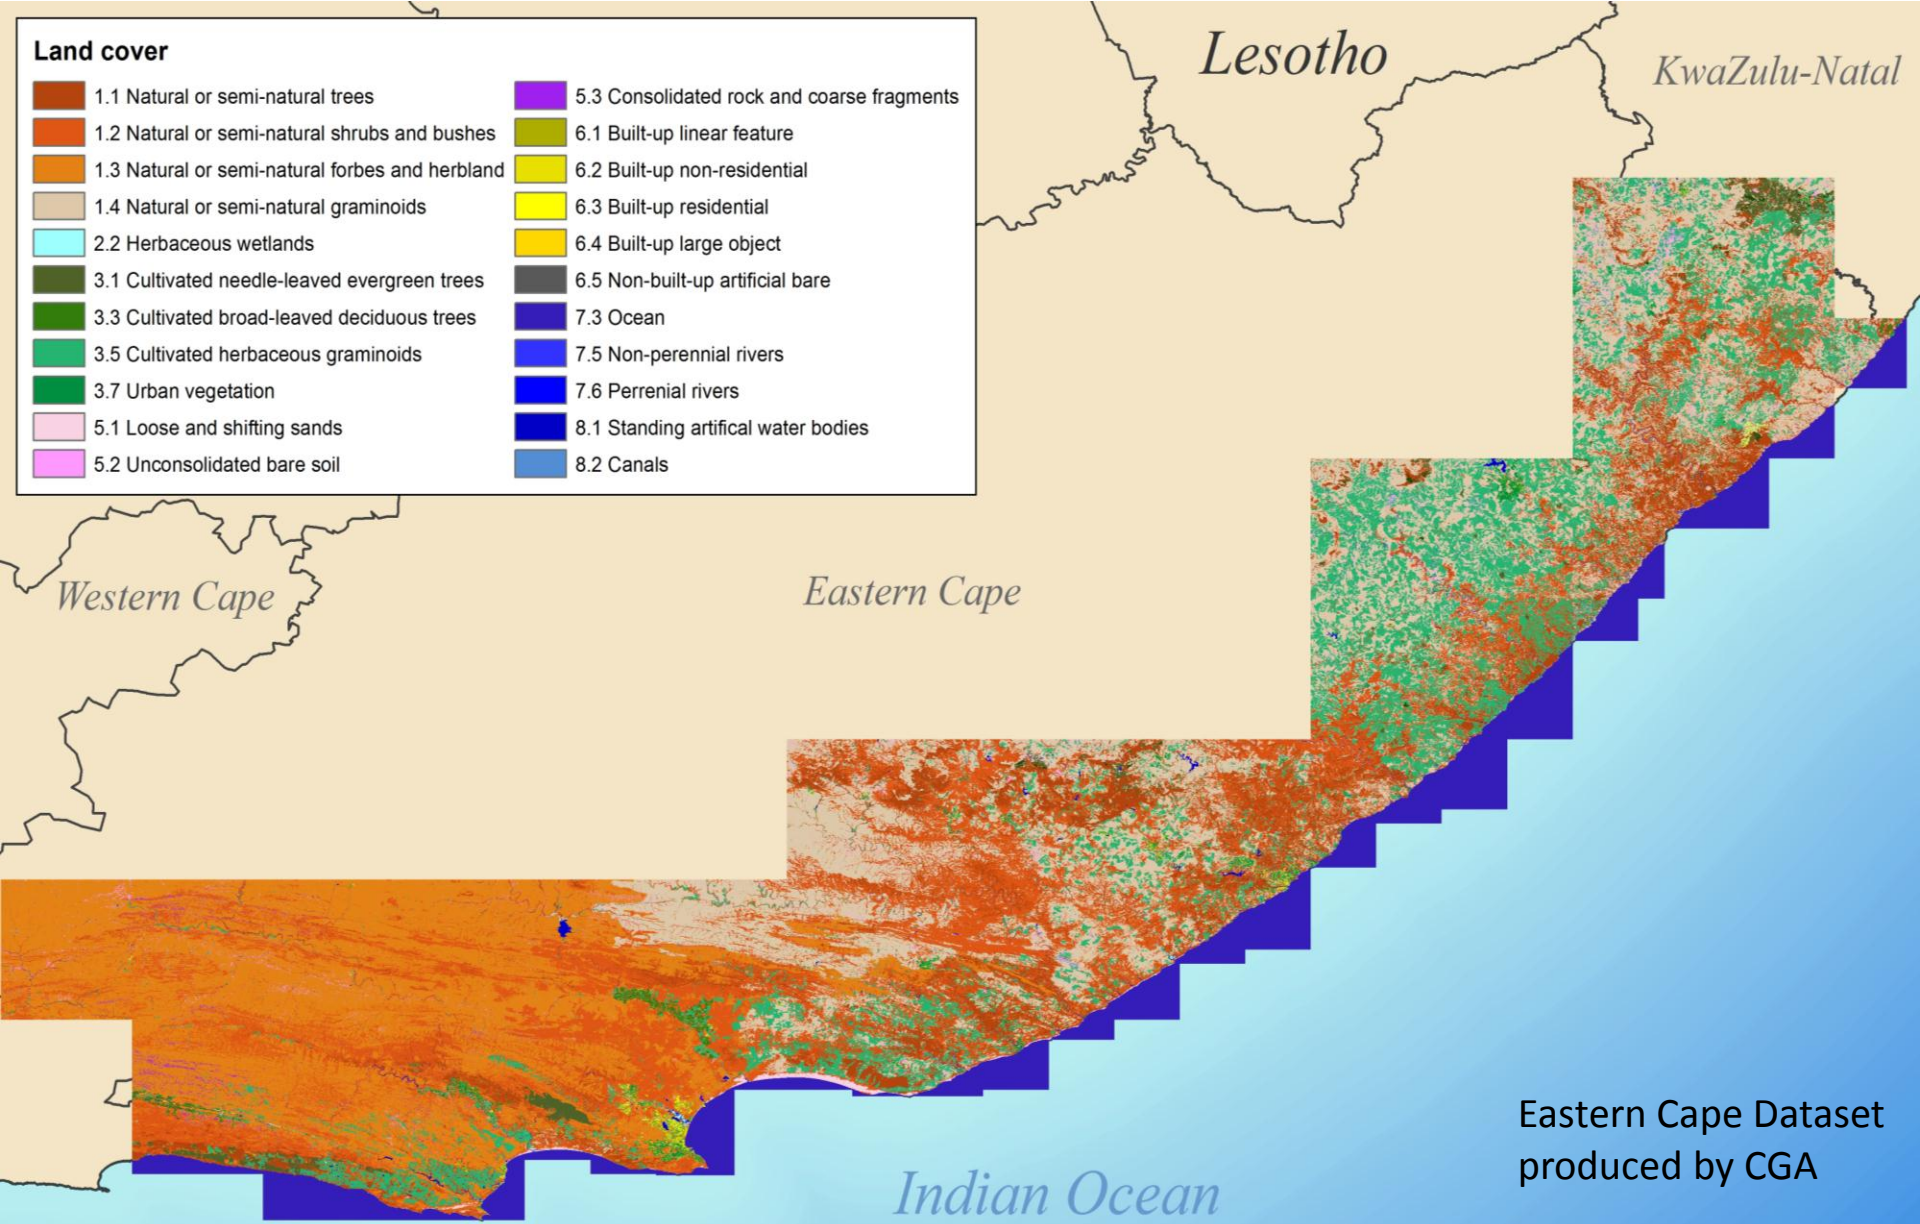 Land cover
1.1 Natural or semi-natural trees
1.2 Natural or semi-natural shrubs and bushes
1.3 Natural or semi-natural forbes and herbland
1.4 Natural or semi-natural graminoids
2.2 Herbaceous wetlands
3.1 Cultivated needle-leaved evergreen trees
3.3 Cultivated broad-leaved deciduous trees
3.5 Cultivated herbaceous graminoids
3.7 Urban vegetation
5.1 Loose and shifting sands
5.2 Unconsolidated bare soil
5.3 Consolidated rock and coarse fragments
6.1 Built-up linear feature
6.2 Built-up non-residential
6.3 Built-up residential
6.4 Built-up large object
6.5 Non-built-up artificial bare
7.3 Ocean
7.5 Non-perennial rivers
7.6 Perrenial rivers
8.1 Standing artifical water bodies
8.2 Canals
Lesotho
KwaZulu-Natal
Western Cape
Eastern Cape
Indian Ocean
Eastern Cape Dataset
produced by CGA